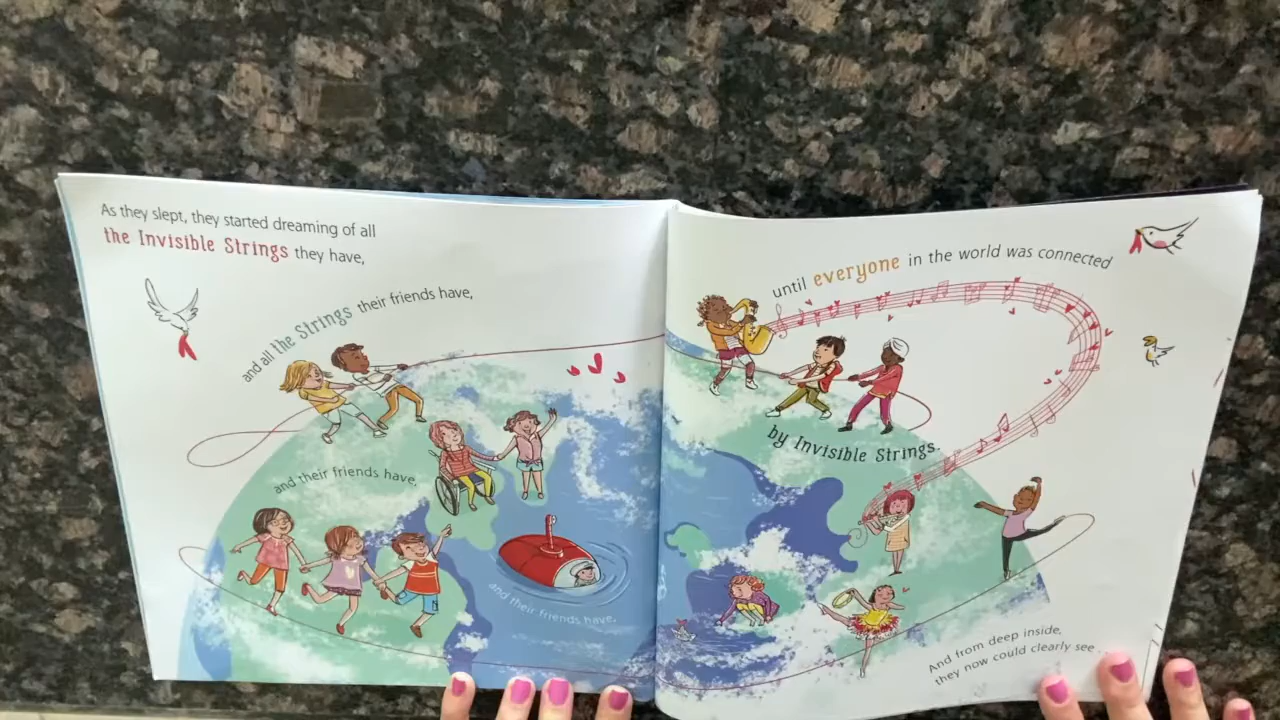 As they slept, they started dreaming of all
the Invisible Strings they have,
and all the Strings their friends have,
and their friends have,
and their friends have,
until everyone in the world was connected
by Invisible Strings.
And from deep inside,
they now could clearly see